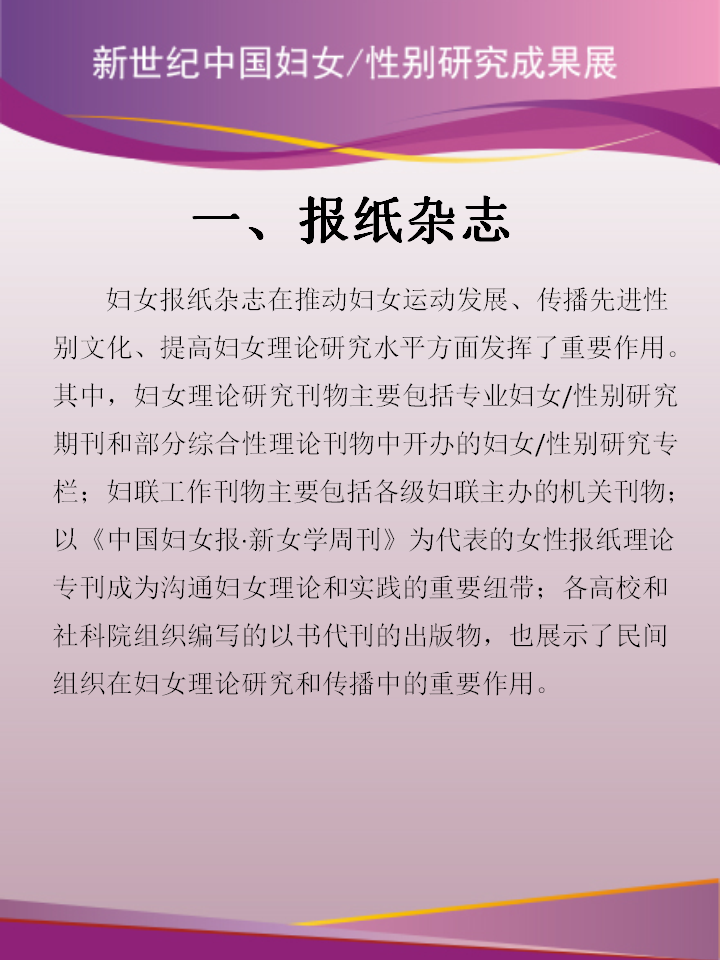 新世纪中国妇女/性别研究成果展
一、报纸杂志
妇女报纸杂志在推动妇女运动发展、传播先进性
别文化、提高妇女理论研究水平方面发挥了重要作用。
其中，妇女理论研究刊物主要包括专业妇女/性别研究
期刊和部分综合性理论刊物中开办的妇女/性别研究专
栏；妇联工作刊物主要包括各级妇联主办的机关刊物；
以《中国妇女报·新女学周刊》为代表的女性报纸理论
专刊成为沟通妇女理论和实践的重要纽带；各高校和
社科院组织编写的以书代刊的出版物，也展示了民间
组织在妇女理论研究和传播中的重要作用。